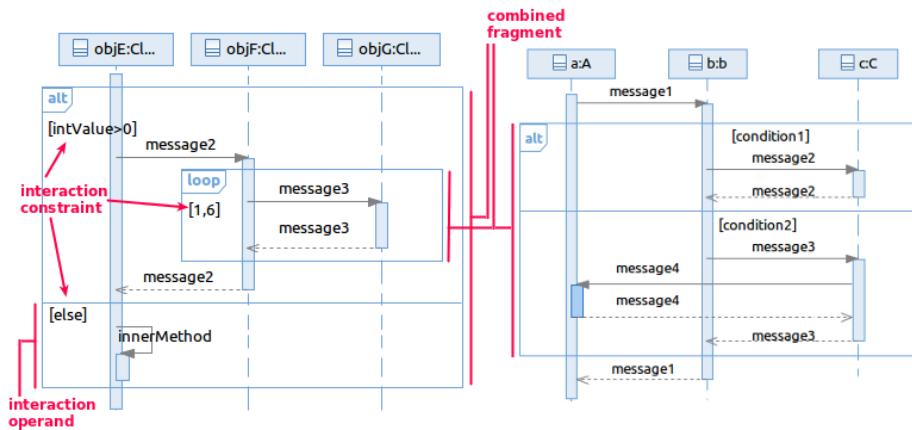 combined
fragment
objE:Cl...
objF:Cl...
objG:Cl...
alt
[intValue>0]
message2
loop
message3
[1,6]
message3
interaction
constraint
message2
[else]
innerMethod
interaction
operand
a:A
b:b
c:C
message1
alt
[condition1]
message2
message2
[condition2]
message3
message4
message4
message3
message1